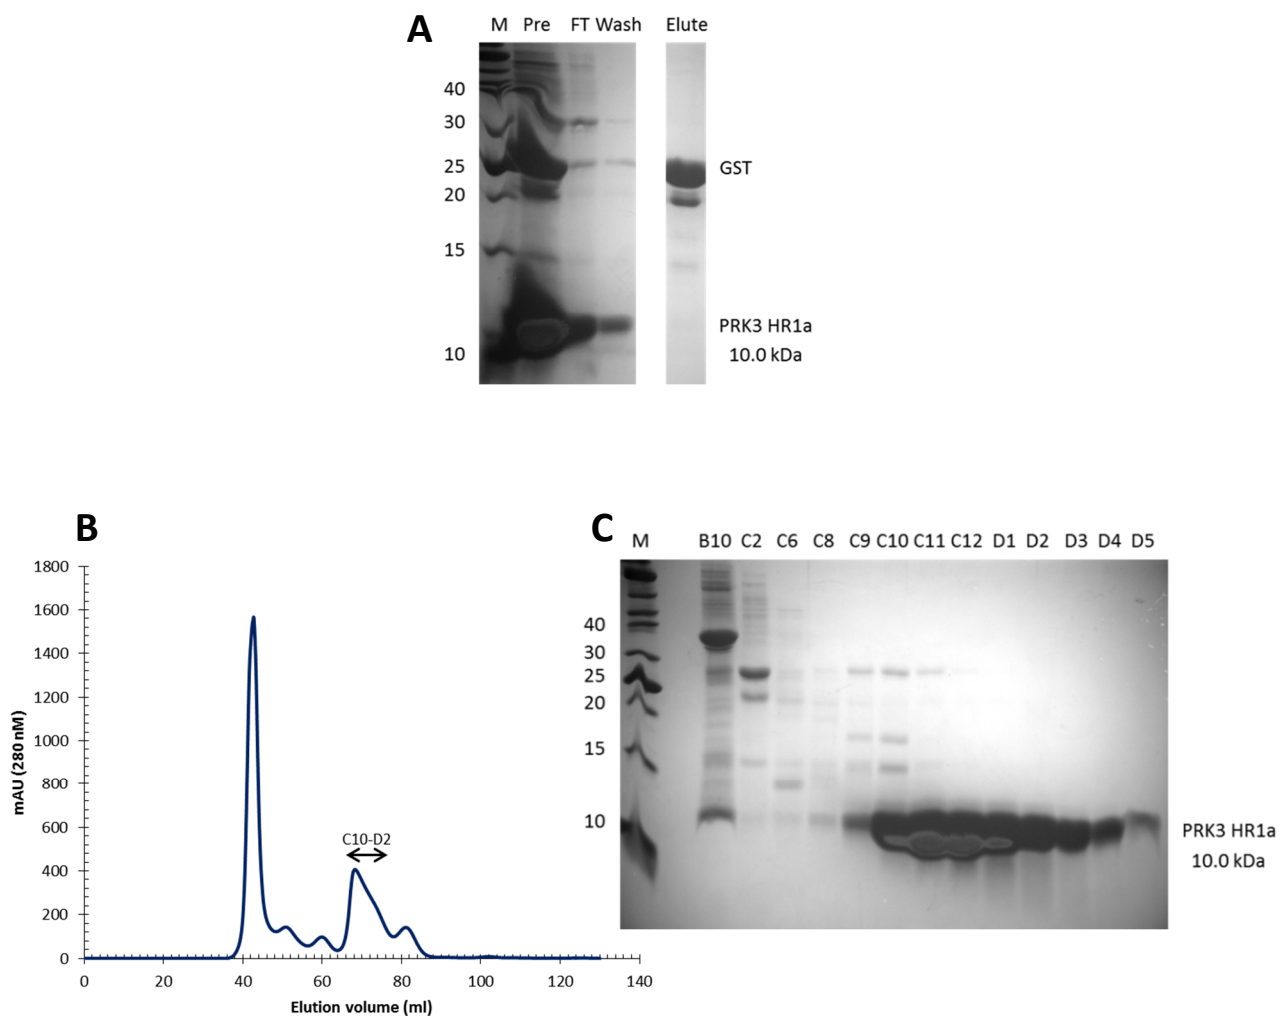 A
M Pre FT Wash Elute
40
30
25
20
15
10
GST
PRK3 HR1a
10.0 kDa
B
1800
1600
1400
1200
1000
800
600
400
200
0
mAU (280 nM)
C10-D2
0 20 40 60 80 100 120 140
Elution volume (ml)
C
M B10 C2 C6 C8 C9 C10 C11 C12 D1 D2 D3 D4 D5
40
30
25
20
15
10
PRK3 HR1a
10.0 kDa